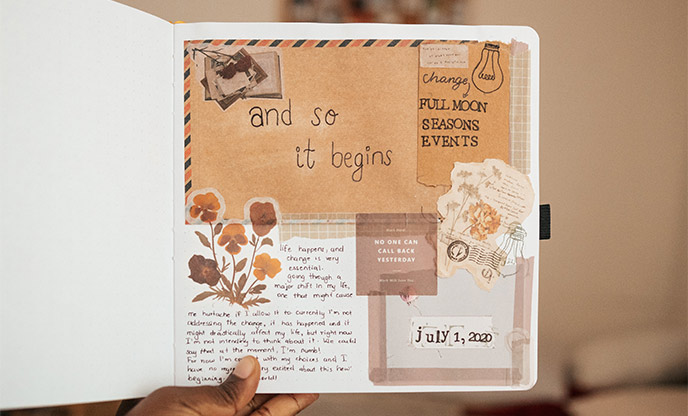 and so
it begins
change,
FULL MOON
SEASONS
EVENTS
life happens, and
change is very
essential.
going through a
major shift in my life,
one that might cause
me heartache if I allow it to currently I'm not
addressing the change, it has happened and it
might drastically affect my life, but right now
I'm not intending to think about it. We could
say that at the moment, I'm numb!
For now I'm with my choices and I
have no very excited about this new
beginning
NO ONE CAN
CALL BACK
YESTERDAY
july 1, 2020